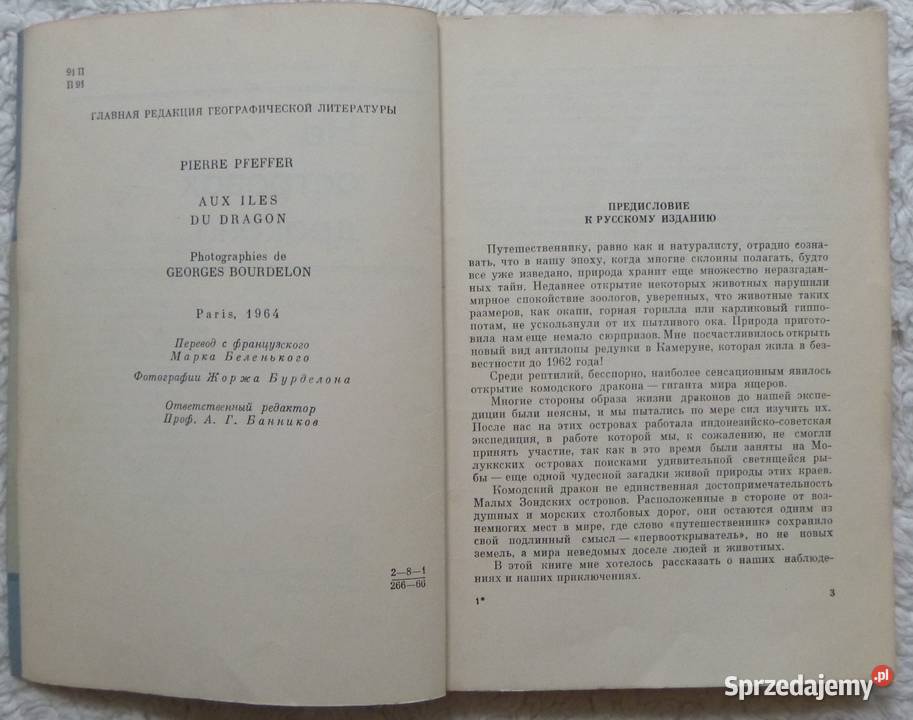 91 П
П 91
ГЛАВНАЯ РЕДАКЦИЯ ГЕОГРАФИЧЕСКОЙ ЛИТЕРАТУРЫ
PIERRE PFEFFER
AUX ILES
DU DRAGON
Photographies de
GEORGES BOURDELON
Paris, 1964
Перевод с французского
Марка Беленького
Фотографии Жоржа Бурделона
Ответственный редактор
Проф. А. Г. Банников
2—8—1
266—66
ПРЕДИСЛОВИЕ
К РУССКОМУ ИЗДАНИЮ
Путешественнику, равно как и натуралисту, отрадно созна-
вать, что в нашу эпоху, когда многие склонны полагать, будто
все уже изведано, природа хранит еще множество неразгадан-
ных тайн. Недавнее открытие некоторых животных нарушили
мирное спокойствие зоологов, уверенных, что животные таких
размеров, как окапи, горная горилла или карликовый гиппо-
потам, не ускользнули от их пытливого ока. Природа пригото-
вила нам еще немало сюрпризов. Мне посчастливилось открыть
новый вид антилопы редунки в Камеруне, которая жила в без-
вестности до 1962 года!
Среди рептилий, бесспорно, наиболее сенсационным явилось
открытие комодского дракона — гиганта мира ящеров.
Многие стороны образа жизни драконов до нашей экспе-
диции были неясны, и мы пытались по мере сил изучить их.
После нас на этих островах работала индонезийско-советская
экспедиция, в работе которой мы, к сожалению, не смогли
принять участие, так как в это время были заняты на Мо-
луккских островах поисками удивительной светящейся ры-
бы — еще одной чудесной загадки живой природы этих краев.
Комодский дракон не единственная достопримечательность
Малых Зондских островов. Расположенные в стороне от воз-
душных и морских столбовых дорог, они остаются одним из
немногих мест в мире, где слово «путешественник» сохранило
свой подлинный смысл — «первооткрыватель», но не новых
земель, а мира неведомых доселе людей и животных.
В этой книге мне хотелось рассказать о наших наблюде-
ниях и наших приключениях.
1*
3
Sprzedajemy.pl